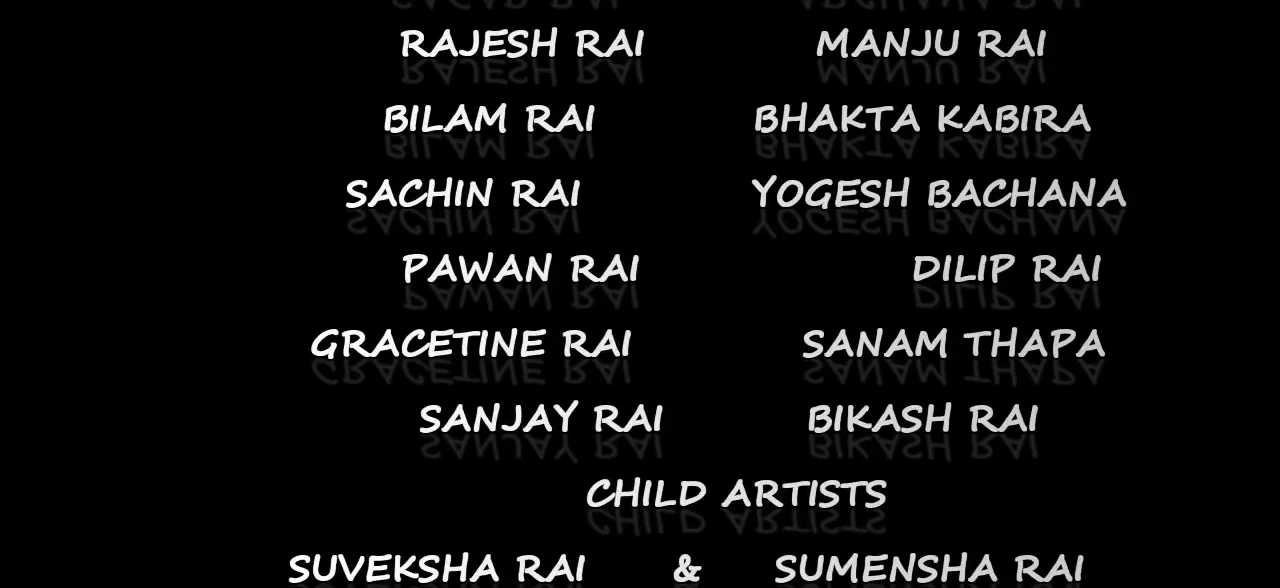 RAJESH RAI MANJU RAI
BILAM RAI BHAKTA KABIRA
SACHIN RAI YOGESH BACHANA
PAWAN RAI DILIP RAI
GRACETINE RAI SANAM THAPA
SANJAY RAI BIKASH RAI
CHILD ARTISTS
SUVEKSHA RAI & SUMENSHA RAI